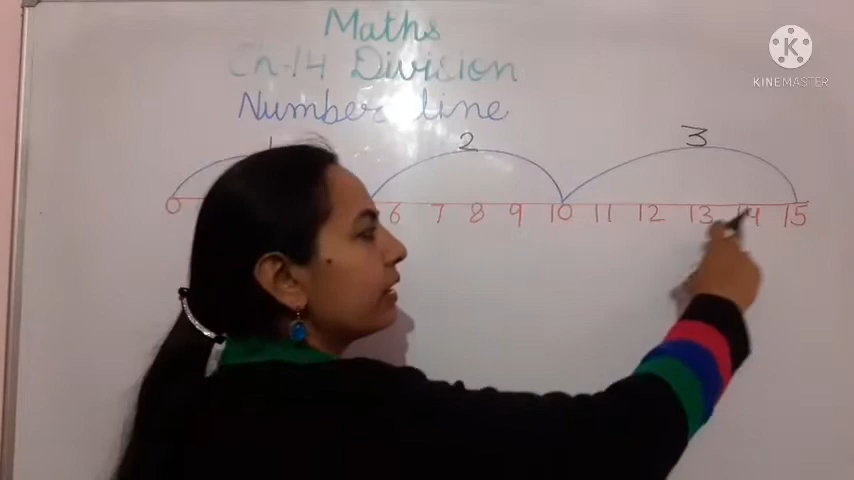 K
KINEMASTER
Maths
Ch-14 Division
Number line
1 2 3
0 6 7 8 9 10 11 12 13 14 15